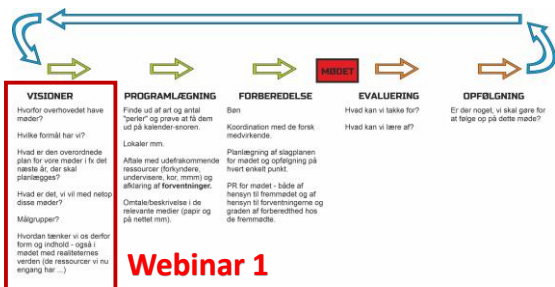 MØDET
VISIONER
Hvorfor overhovedet have
møder?
Hvilke formål har vi?
Hvad er den overordnede
plan for vore møder i fx det
næste år, der skal
planlægges?
Hvad er det, vi vil med netop
disse møder?
Målgrupper?
Hvordan tænker vi os derfor
form og indhold - også i
mødet med realiteternes
verden (de ressourcer vi nu
engang har ...)
PROGRAMLÆGNING
Finde ud af art og antal
"perler" og prøve at få dem
ud på kalender-snoren.
Lokaler mm.
Aftale med udefrakommende
ressourcer (forkyndere,
undervisere, kor, mmm) og
afklaring af forventninger.
Omtale/beskrivelse i de
relevante medier (papir og
på nettet mm).
FORBEREDELSE
Bøn
Koordination med de forsk
medvirkende.
Planlægning af slagplanen
for mødet og opfølgning på
hvert enkelt punkt.
PR for mødet - både af
hensyn til fremmødet og af
hensyn til forventningerne og
graden af forberedthed hos
de fremmødte.
EVALUERING
Hvad kan vi takke for?
Hvad kan vi lære af?
OPFØLGNING
Er der noget, vi skal gøre for
at følge op på dette møde?
Webinar 1